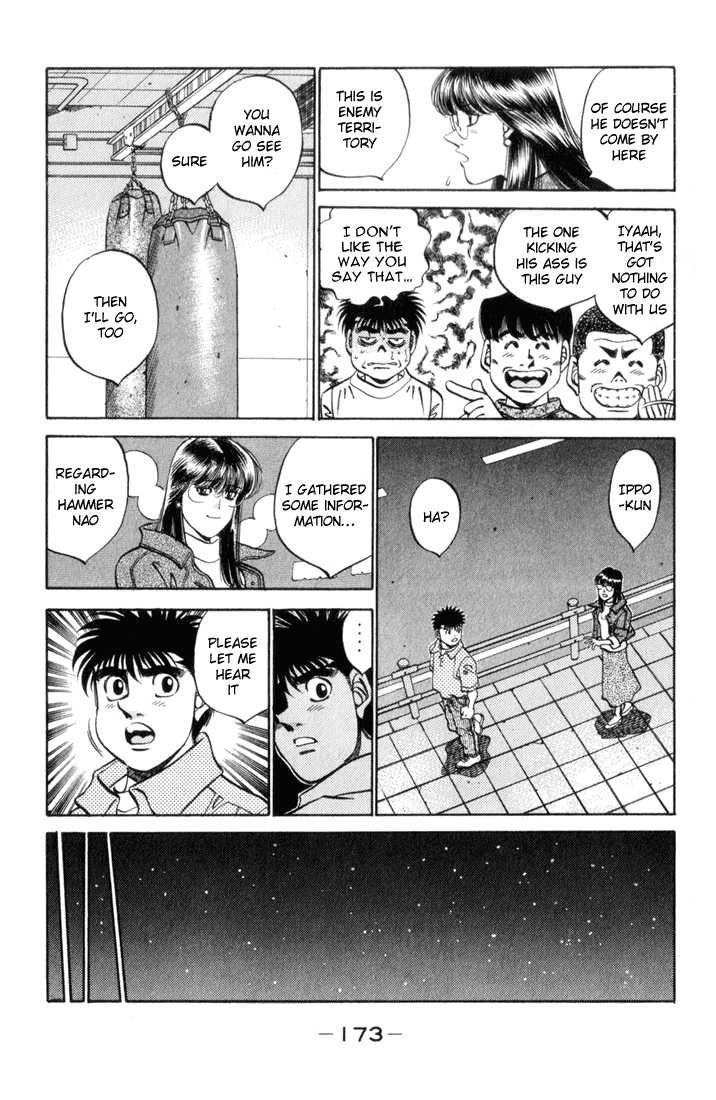 OF COURSE
HE DOESN'T
COME BY
HERE
THIS IS
ENEMY
TERRI-
TORY
YOU
WANNA
GO SEE
HIM?
SURE
THEN
I'LL GO,
TOO
IYAAH,
THAT'S
GOT
NOTHING
TO DO
WITH US
THE ONE
KICKING
HIS ASS IS
THIS GUY
I DON'T
LIKE THE
WAY YOU
SAY THAT...
IPPO
-KUN
HA?
I GATHERED
SOME INFOR-
MATION...
REGARD-
ING
HAMMER
NAO
....
PLEASE
LET ME
HEAR
IT
-173-